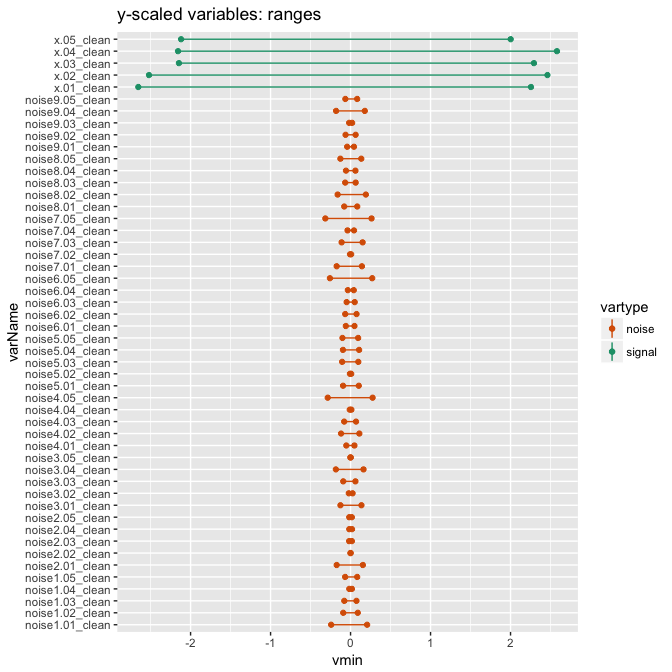 y-scaled variables: ranges
varName
x.05_clean
x.04_clean
x.03_clean
x.02_clean
x.01_clean
noise9.05_clean
noise9.04_clean
noise9.03_clean
noise9.02_clean
noise9.01_clean
noise8.05_clean
noise8.04_clean
noise8.03_clean
noise8.02_clean
noise8.01_clean
noise7.05_clean
noise7.04_clean
noise7.03_clean
noise7.02_clean
noise7.01_clean
noise6.05_clean
noise6.04_clean
noise6.03_clean
noise6.02_clean
noise6.01_clean
noise5.05_clean
noise5.04_clean
noise5.03_clean
noise5.02_clean
noise5.01_clean
noise4.05_clean
noise4.04_clean
noise4.03_clean
noise4.02_clean
noise4.01_clean
noise3.05_clean
noise3.04_clean
noise3.03_clean
noise3.02_clean
noise3.01_clean
noise2.05_clean
noise2.04_clean
noise2.03_clean
noise2.02_clean
noise2.01_clean
noise1.05_clean
noise1.04_clean
noise1.03_clean
noise1.02_clean
noise1.01_clean
-2 -1 0 1 2
vmin
vartype
noise
signal